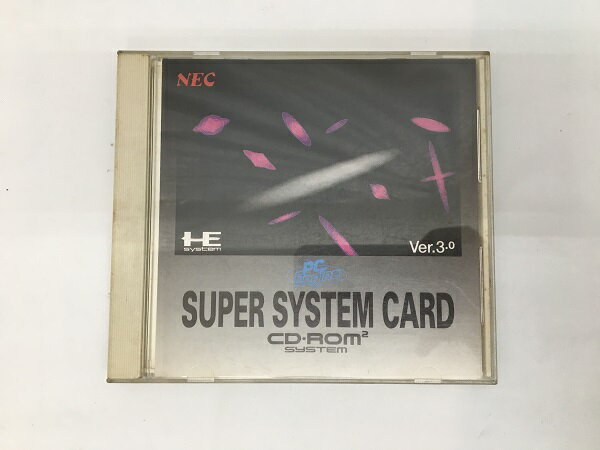 NEC
HE
system
Ver.3.0
PC
Engine
SUPER SYSTEM CARD
CD-ROM²
SYSTEM